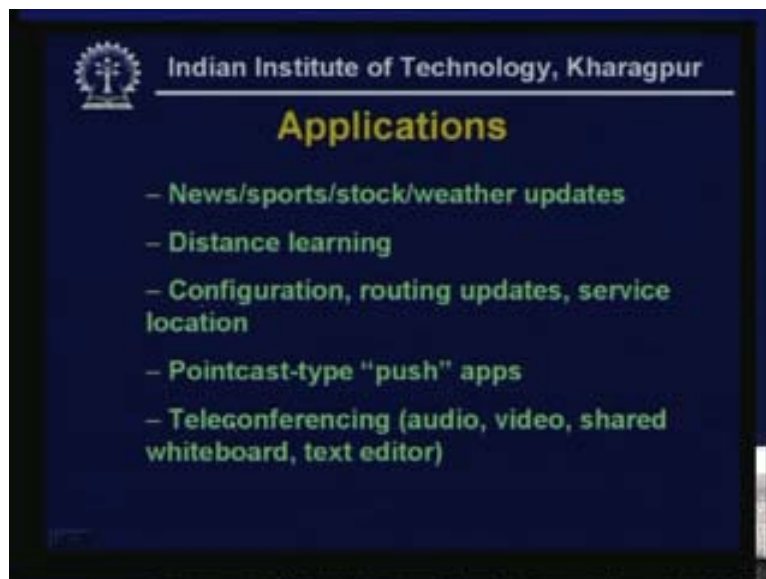 Indian Institute of Technology, Kharagpur
Applications
– News/sports/stock/weather updates
– Distance learning
– Configuration, routing updates, service
location
– Pointcast-type “push” apps
– Teleconferencing (audio, video, shared
whiteboard, text editor)